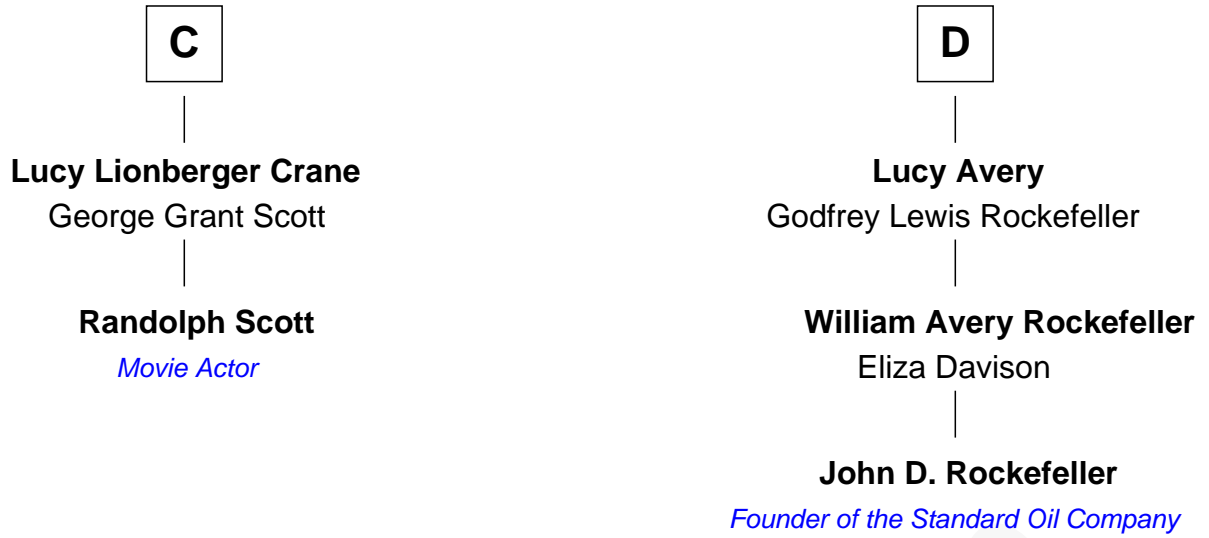 C
Lucy Lionberger Crane
George Grant Scott
Randolph Scott
Movie Actor
D
Lucy Avery
Godfrey Lewis Rockefeller
William Avery Rockefeller
Eliza Davison
John D. Rockefeller
Founder of the Standard Oil Company